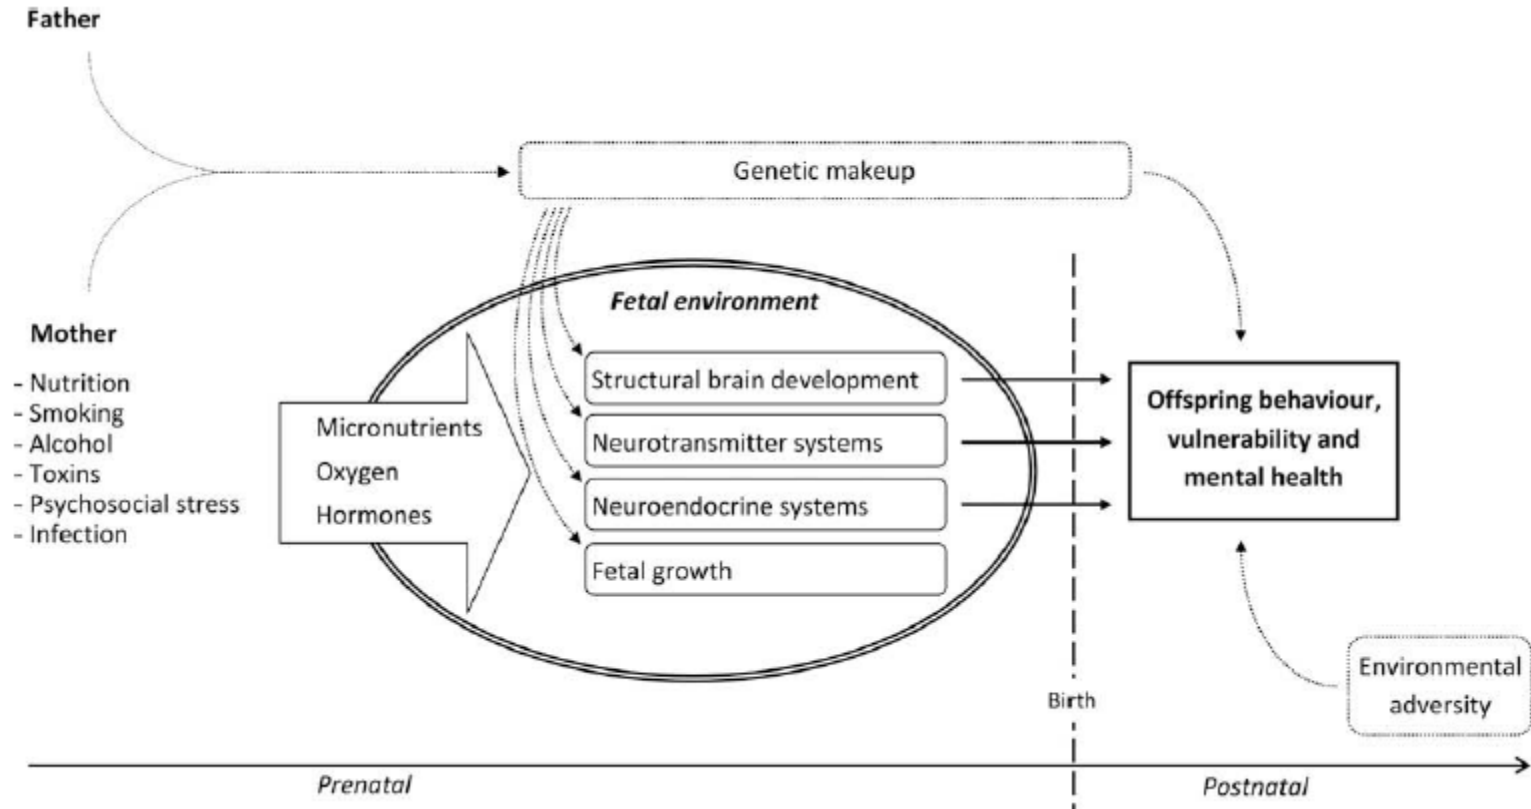 Father
Genetic makeup
Fetal environment
Mother
- Nutrition
- Smoking
- Alcohol
- Toxins
- Psychosocial stress
- Infection
Micronutrients
Oxygen
Hormones
Structural brain development
Neurotransmitter systems
Neuroendocrine systems
Fetal growth
Offspring behaviour,
vulnerability and
mental health
Environmental
adversity
Birth
Prenatal
Postnatal